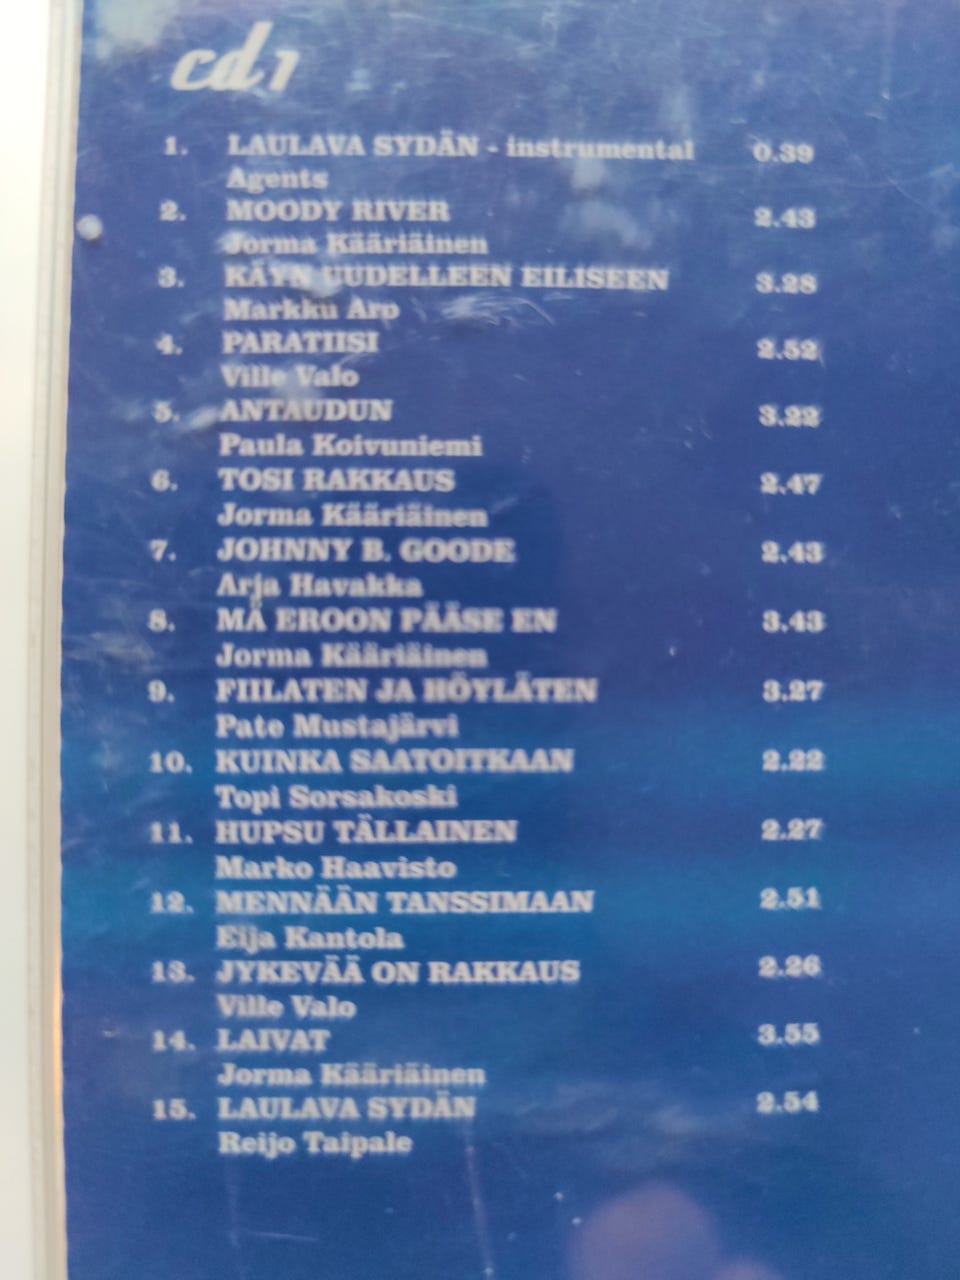 cd1
1. LAULAVA SYDÄN - instrumental 0.39
Agents
2. MOODY RIVER 2.43
Jorma Kääriäinen
3. KÄYN UUDELLEEN EILISEEN 3.28
Markku Aro
4. PARATIISI 2.52
Ville Valo
5. ANTAUDUN 3.22
Paula Koivuniemi
6. TOSI RAKKAUS 2.47
Jorma Kääriäinen
7. JOHNNY B. GOODE 2.43
Arja Havakka
8. MÄ EROON PÄÄSE EN 3.43
Jorma Kääriäinen
9. FIILATEN JA HÖYLÄTEN 3.27
Pate Mustajärvi
10. KUINKA SAATOITKAAN 2.22
Topi Sorsakoski
11. HUPSU TÄLLAINEN 2.27
Marko Haavisto
12. MENNÄÄN TANSSIMAAN 2.51
Eija Kantola
13. JYKEVÄÄ ON RAKKAUS 2.26
Ville Valo
14. LAIVAT 3.55
Jorma Kääriäinen
15. LAULAVA SYDÄN 2.54
Reijo Taipale